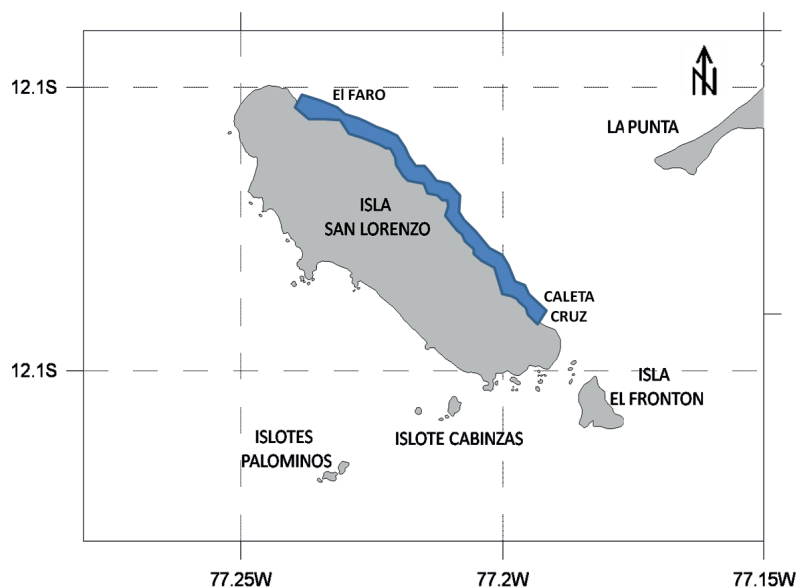 12.1S
El FARO
N
LA PUNTA
ISLA
SAN LORENZO
CALETA
CRUZ
12.1S
ISLA
EL FRONTON
ISLOTE CABINZAS
ISLOTES
PALOMINOS
77.25W
77.2W
77.15W